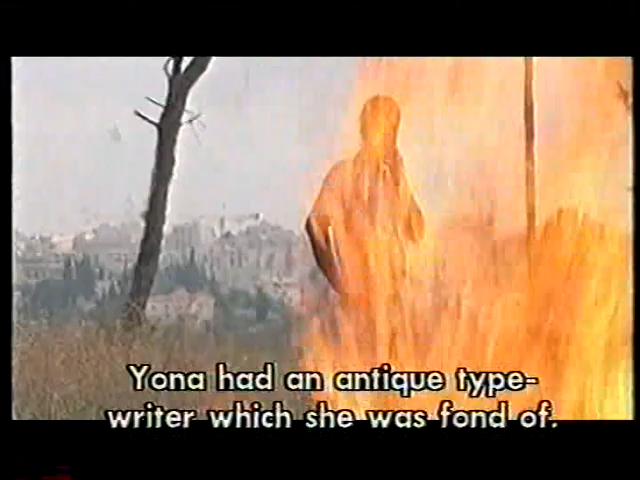 Yona had an antique type-
writer which she was fond of.